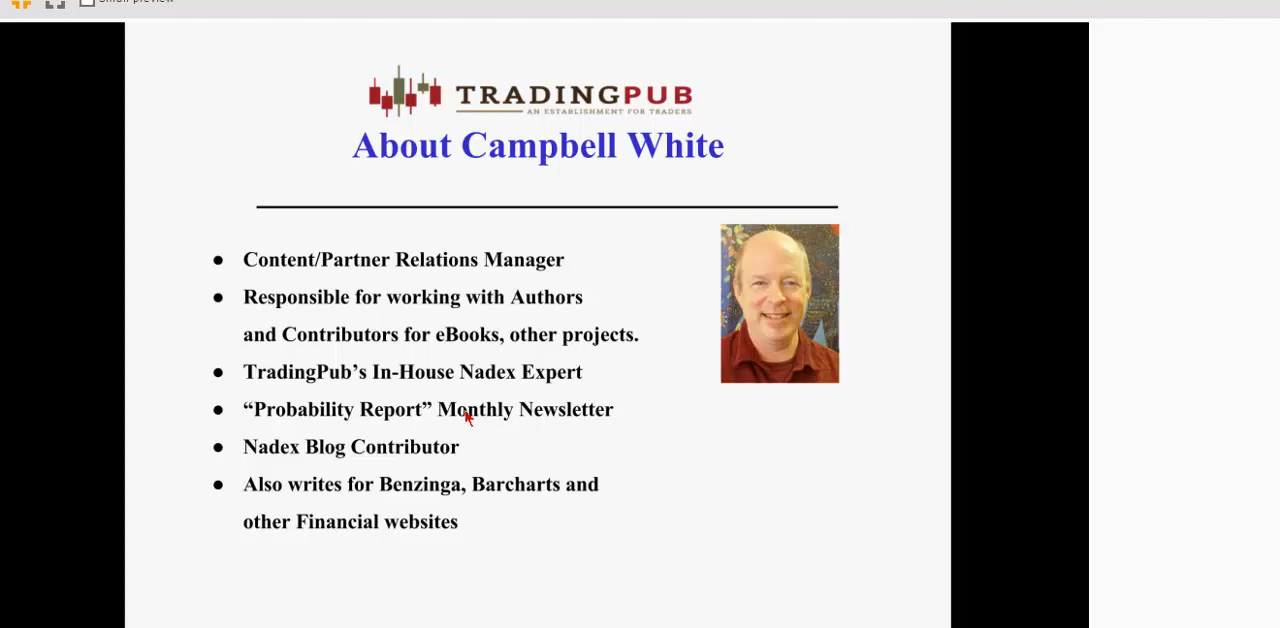 Small preview
TRADINGPUB
AN ESTABLISHMENT FOR TRADERS
About Campbell White
● Content/Partner Relations Manager
● Responsible for working with Authors
and Contributors for eBooks, other projects.
● TradingPub’s In-House Nadex Expert
● “Probability Report” Monthly Newsletter
● Nadex Blog Contributor
● Also writes for Benzinga, Barcharts and
other Financial websites